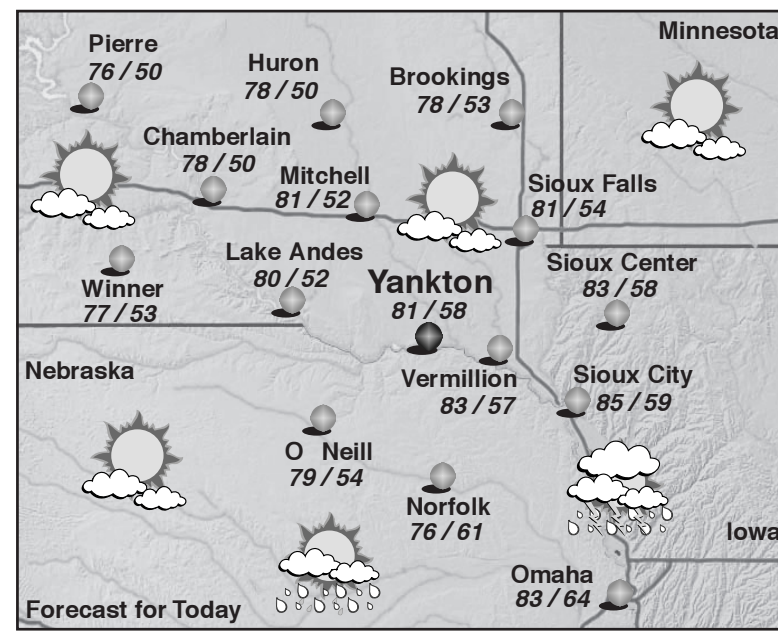 Minnesota
Pierre
76 / 50
Huron
78 / 50
Brookings
78 / 53
Chamberlain
78 / 50
Mitchell
81 / 52
Sioux Falls
81 / 54
Lake Andes
80 / 52
Yankton
81 / 58
Sioux Center
83 / 58
Winner
77 / 53
Nebraska
Vermillion
83 / 57
Sioux City
85 / 59
O Neill
79 / 54
Norfolk
76 / 61
Iowa
Omaha
83 / 64
Forecast for Today